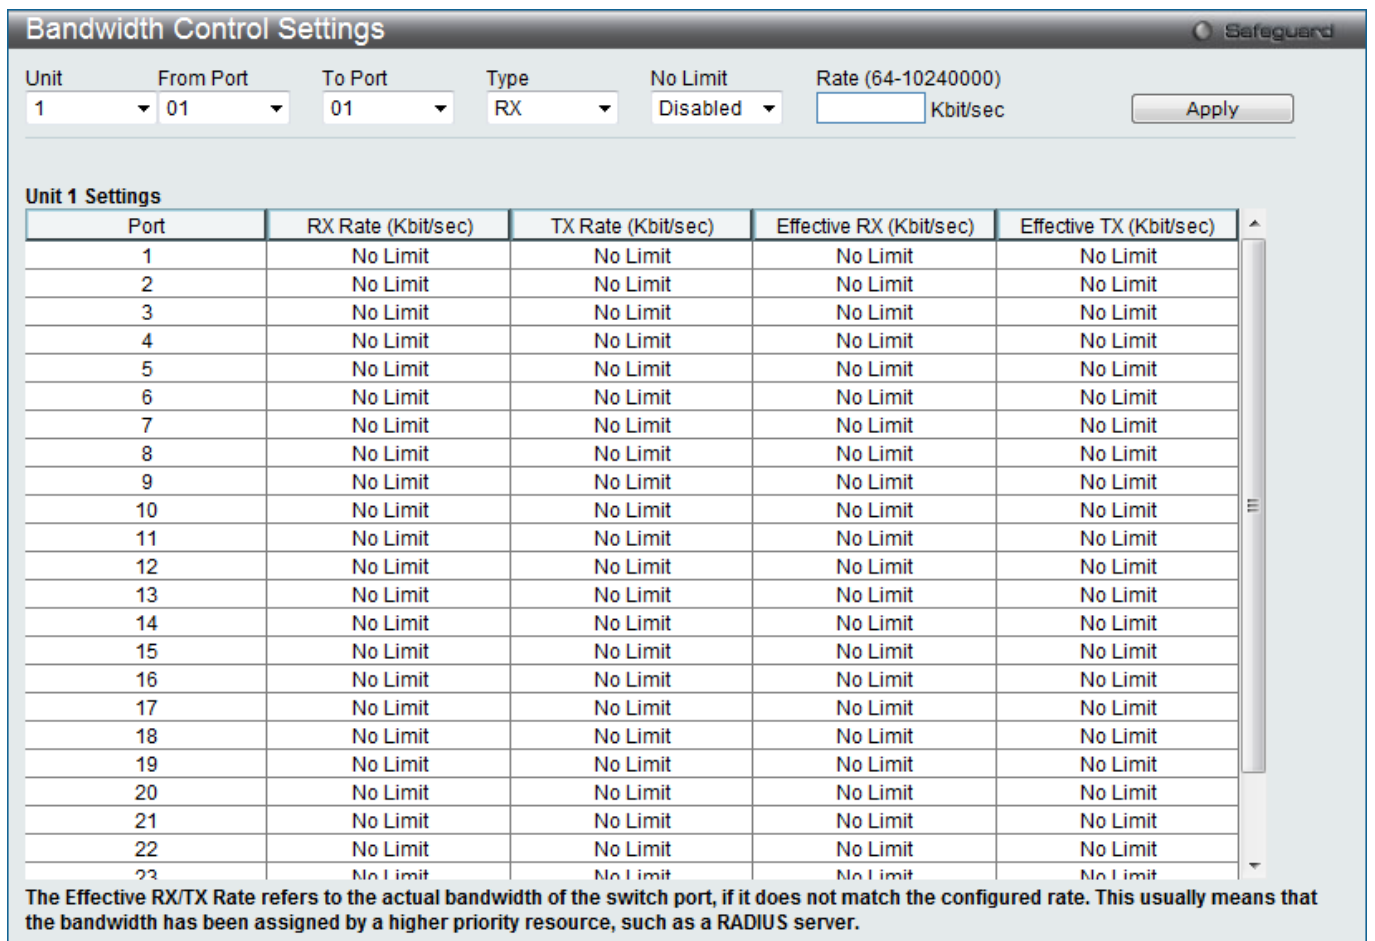 Bandwidth Control Settings
Safeguard
Unit From Port To Port Type No Limit Rate (64-10240000)
1 01 01 RX Disabled Kbit/sec Apply
Unit 1 Settings
Port RX Rate (Kbit/sec) TX Rate (Kbit/sec) Effective RX (Kbit/sec) Effective TX (Kbit/sec)
1 No Limit No Limit No Limit No Limit
2 No Limit No Limit No Limit No Limit
3 No Limit No Limit No Limit No Limit
4 No Limit No Limit No Limit No Limit
5 No Limit No Limit No Limit No Limit
6 No Limit No Limit No Limit No Limit
7 No Limit No Limit No Limit No Limit
8 No Limit No Limit No Limit No Limit
9 No Limit No Limit No Limit No Limit
10 No Limit No Limit No Limit No Limit
11 No Limit No Limit No Limit No Limit
12 No Limit No Limit No Limit No Limit
13 No Limit No Limit No Limit No Limit
14 No Limit No Limit No Limit No Limit
15 No Limit No Limit No Limit No Limit
16 No Limit No Limit No Limit No Limit
17 No Limit No Limit No Limit No Limit
18 No Limit No Limit No Limit No Limit
19 No Limit No Limit No Limit No Limit
20 No Limit No Limit No Limit No Limit
21 No Limit No Limit No Limit No Limit
22 No Limit No Limit No Limit No Limit
23 No Limit No Limit No Limit No Limit
The Effective RX/TX Rate refers to the actual bandwidth of the switch port, if it does not match the configured rate. This usually means that
the bandwidth has been assigned by a higher priority resource, such as a RADIUS server.